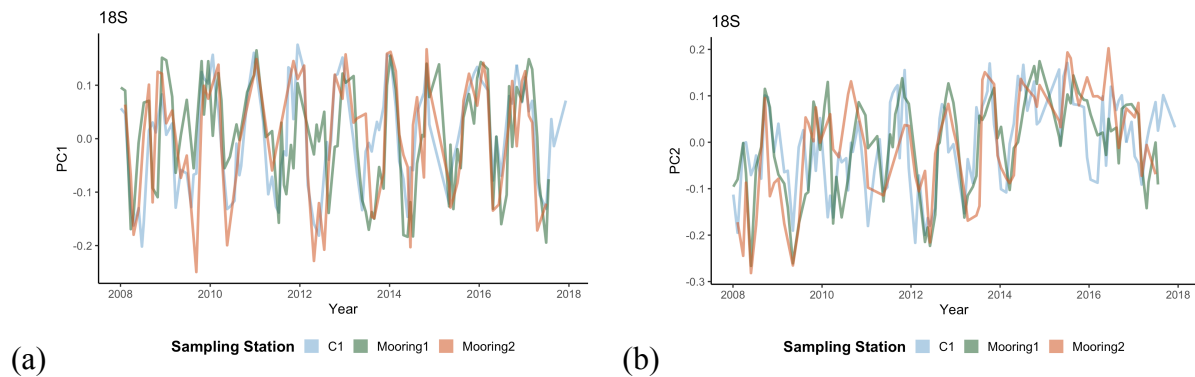 18S
PC1
0.1
0.0
-0.1
-0.2
2008 2010 2012 2014 2016 2018
Year
Sampling Station C1 Mooring1 Mooring2
(a)
18S
PC2
0.2
0.1
0.0
-0.1
-0.2
-0.3
2008 2010 2012 2014 2016 2018
Year
Sampling Station C1 Mooring1 Mooring2
(b)